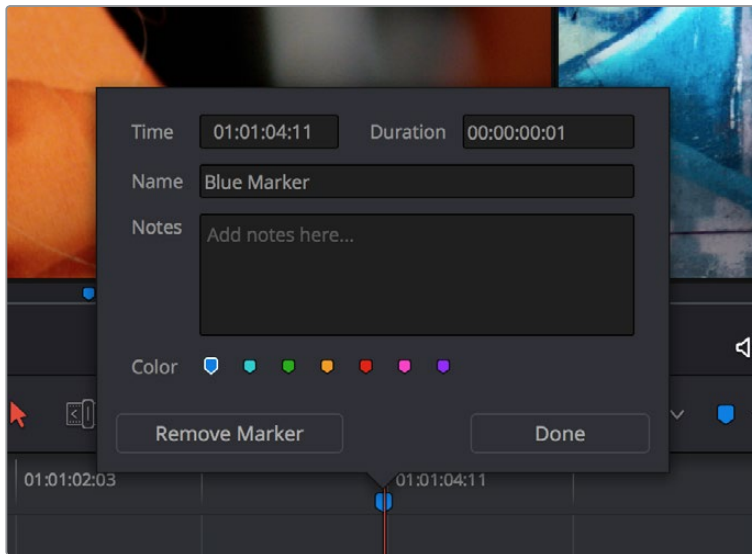 Time 01:01:04:11 Duration 00:00:00:01
Name Blue Marker
Notes Add notes here...
Color
Remove Marker Done
01:01:02:03 01:01:04:11